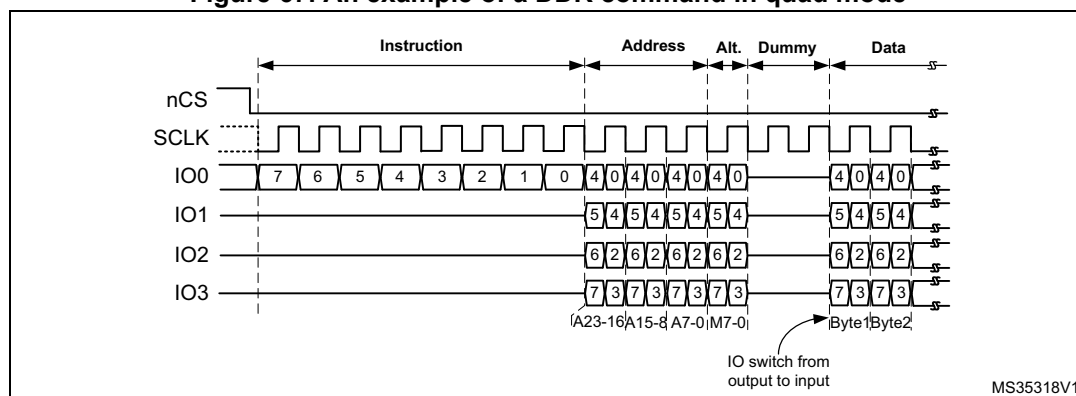 Figure 877. An example of a DDR command in quad mode
Instruction Address Alt. Dummy Data
nCS
SCLK
IO0 7 6 5 4 3 2 1 0 4 0 4 0 4 0 4 0 4 0 4 0
IO1 5 4 5 4 5 4 5 4 5 4 5 4
IO2 6 2 6 2 6 2 6 2 6 2 6 2
IO3 7 3 7 3 7 3 7 3 7 3 7 3
A23-16 A15-8 A7-0 M7-0 Byte1 Byte2
IO switch from
output to input
MS35318V1